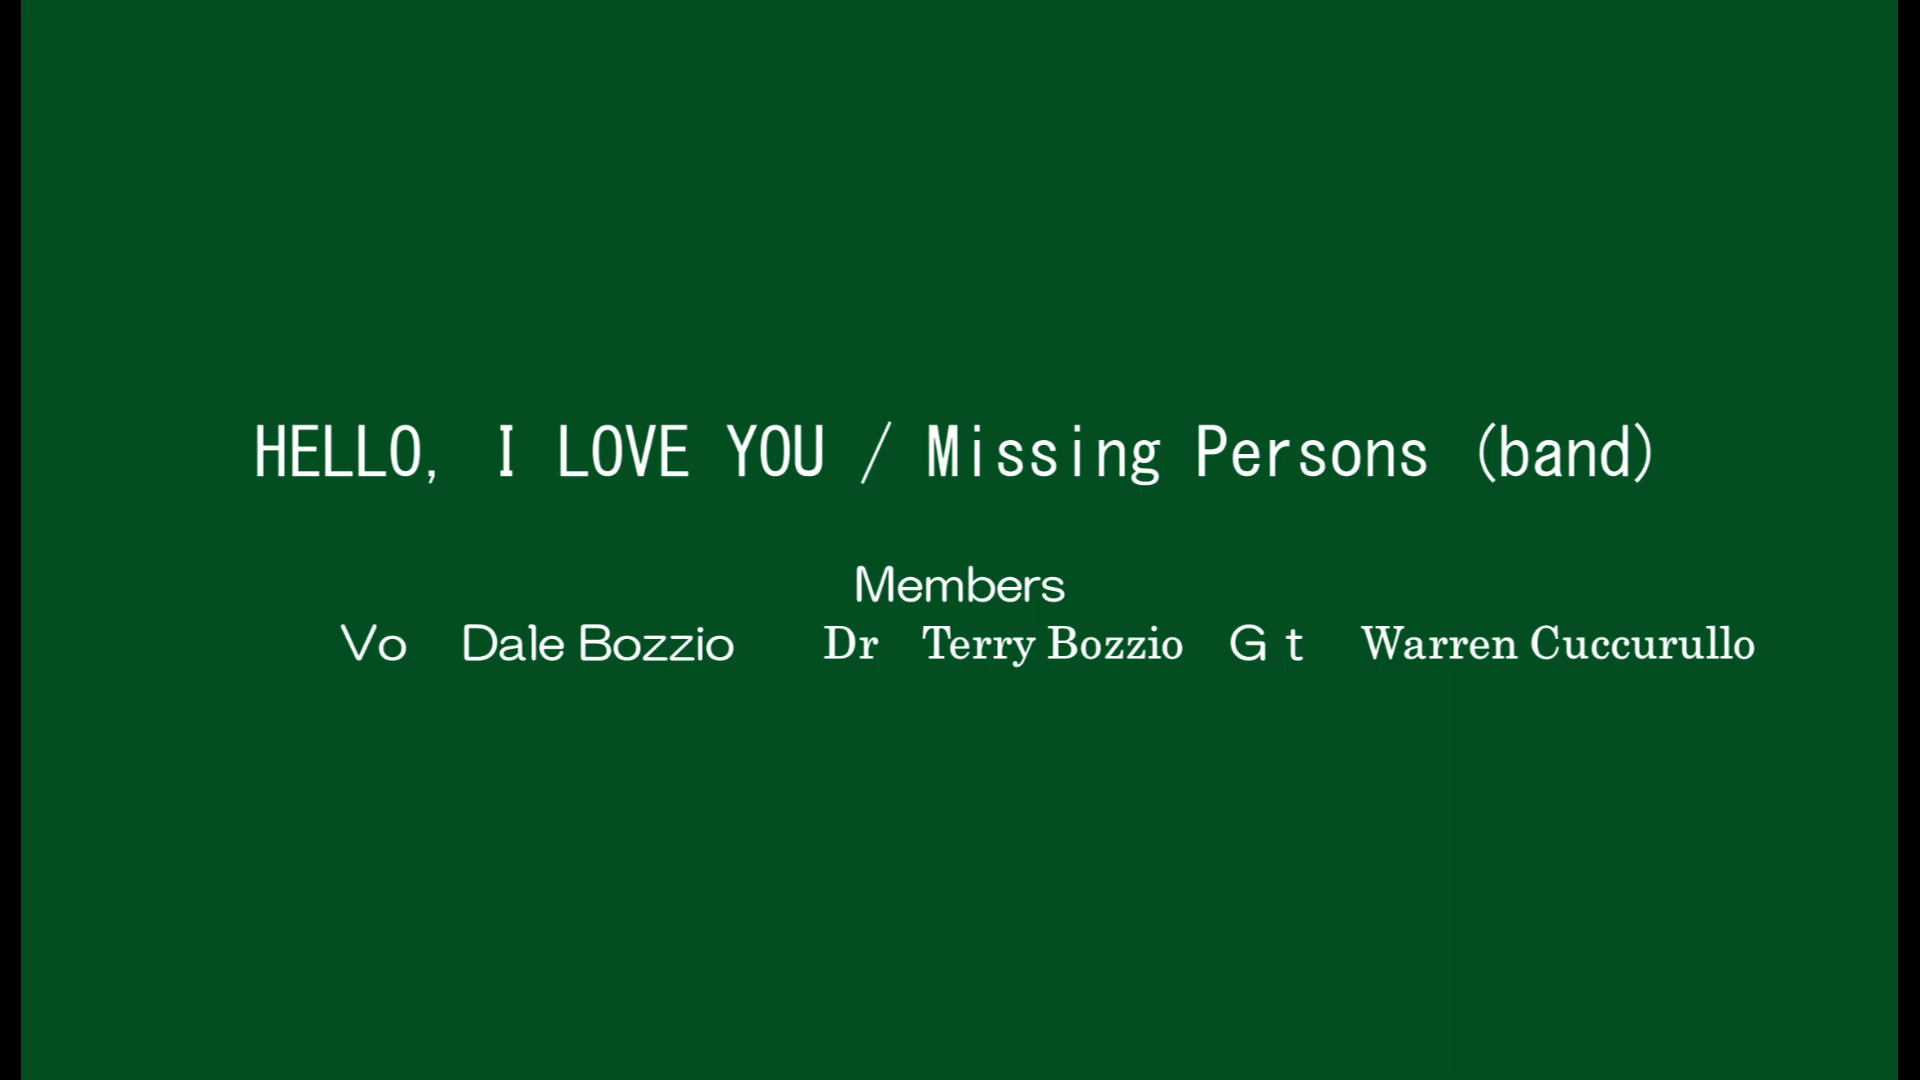 HELLO, I LOVE YOU / Missing Persons (band)
Members
Vo Dale Bozzio Dr Terry Bozzio G t Warren Cuccurullo